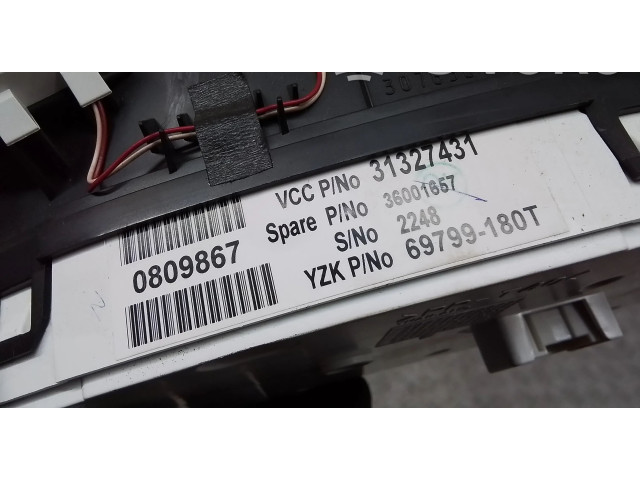 VCC P/No 31327431
Spare P/No 36001657
S/No 2248
YZK P/No 69799-180T
0809867